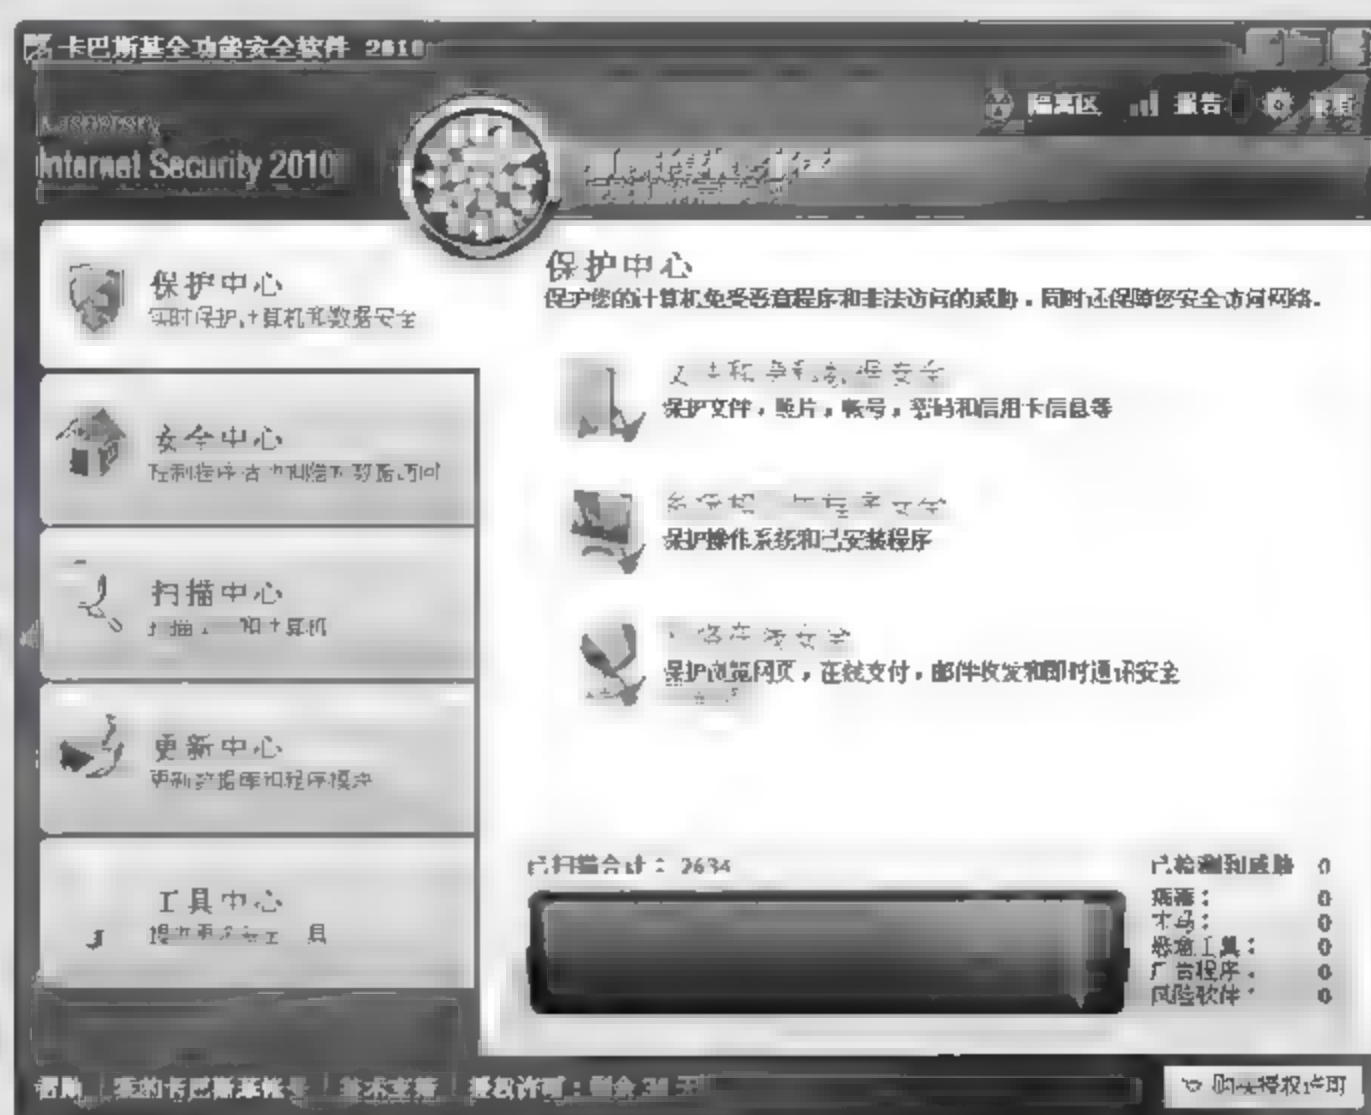 卡巴斯基全功能安全软件 2010
隔离区 报告
Internet Security 2010
保护中心
实时保护计算机和数据安全
安全中心
扫描中心
更新中心
更新数据库和程序模块
工具中心
保护中心
保护您的计算机免受恶意程序和非法访问的威胁，同时还保障您安全访问网络。
保护文件，照片，帐号，密码和信用卡信息等
保护操作系统和已安装程序
保护浏览网页，在线支付，邮件收发和即时通讯安全
已扫描合计： 2634
已检测到威胁 0
病毒： 0
木马： 0
恶意工具： 0
广告程序： 0
风险软件： 0
帮助 我的卡巴斯基帐号 技术支持 授权许可：剩余 天
购买授权许可